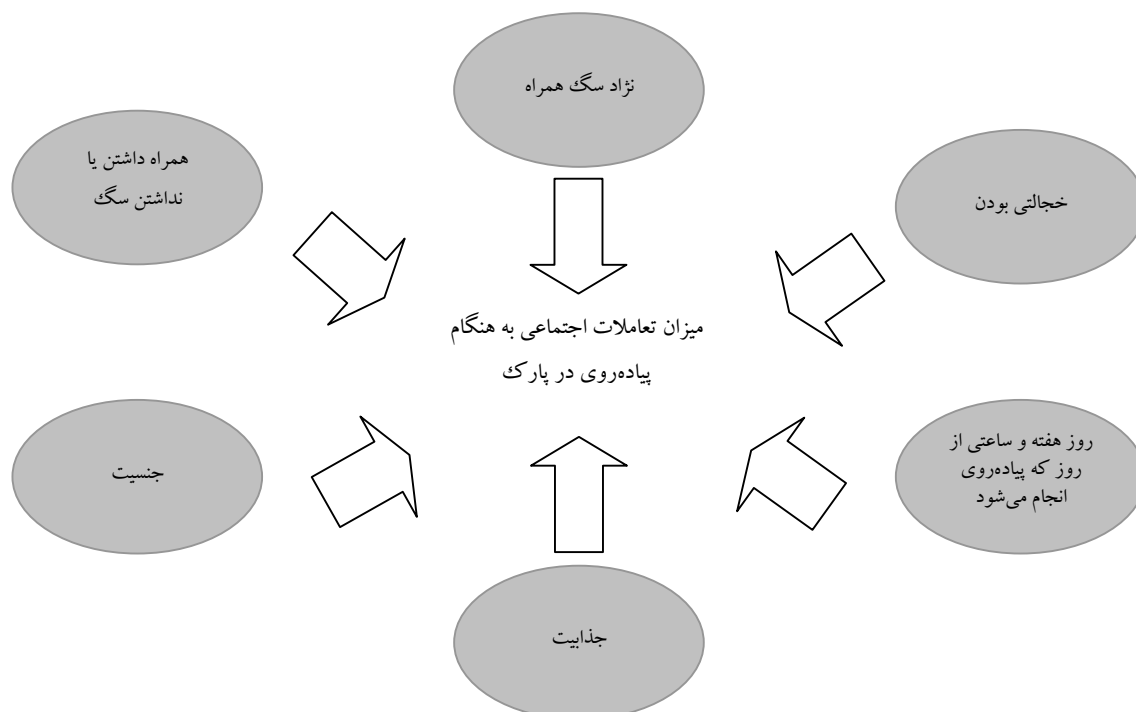 نژاد سگ همراه
همراه داشتن یا
نداشتن سگ
خجالتی بودن
میزان تعاملات اجتماعی به هنگام
پیاده‌روی در پارک
جنسیت
روز هفته و ساعتی از
روز که پیاده‌روی
انجام می‌شود
جذابیت